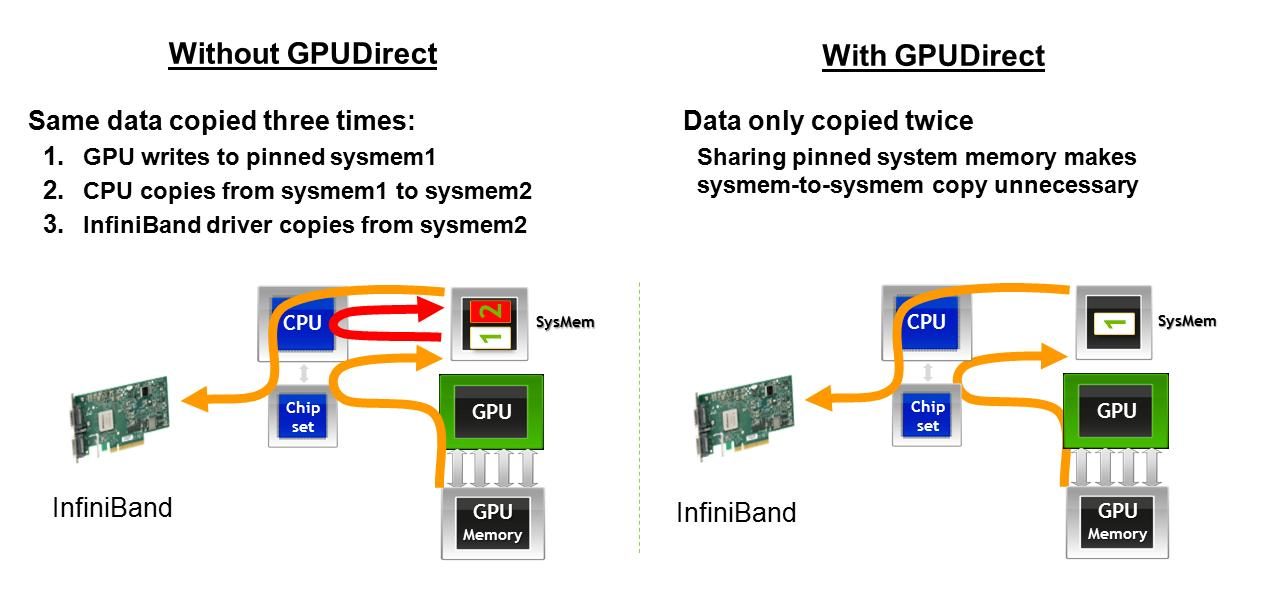 Without GPUDirect
Same data copied three times:
1. GPU writes to pinned sysmem1
2. CPU copies from sysmem1 to sysmem2
3. InfiniBand driver copies from sysmem2
CPU
2
1
SysMem
Chip
set
GPU
GPU
Memory
InfiniBand
With GPUDirect
Data only copied twice
Sharing pinned system memory makes
sysmem-to-sysmem copy unnecessary
CPU
1
SysMem
Chip
set
GPU
GPU
Memory
InfiniBand